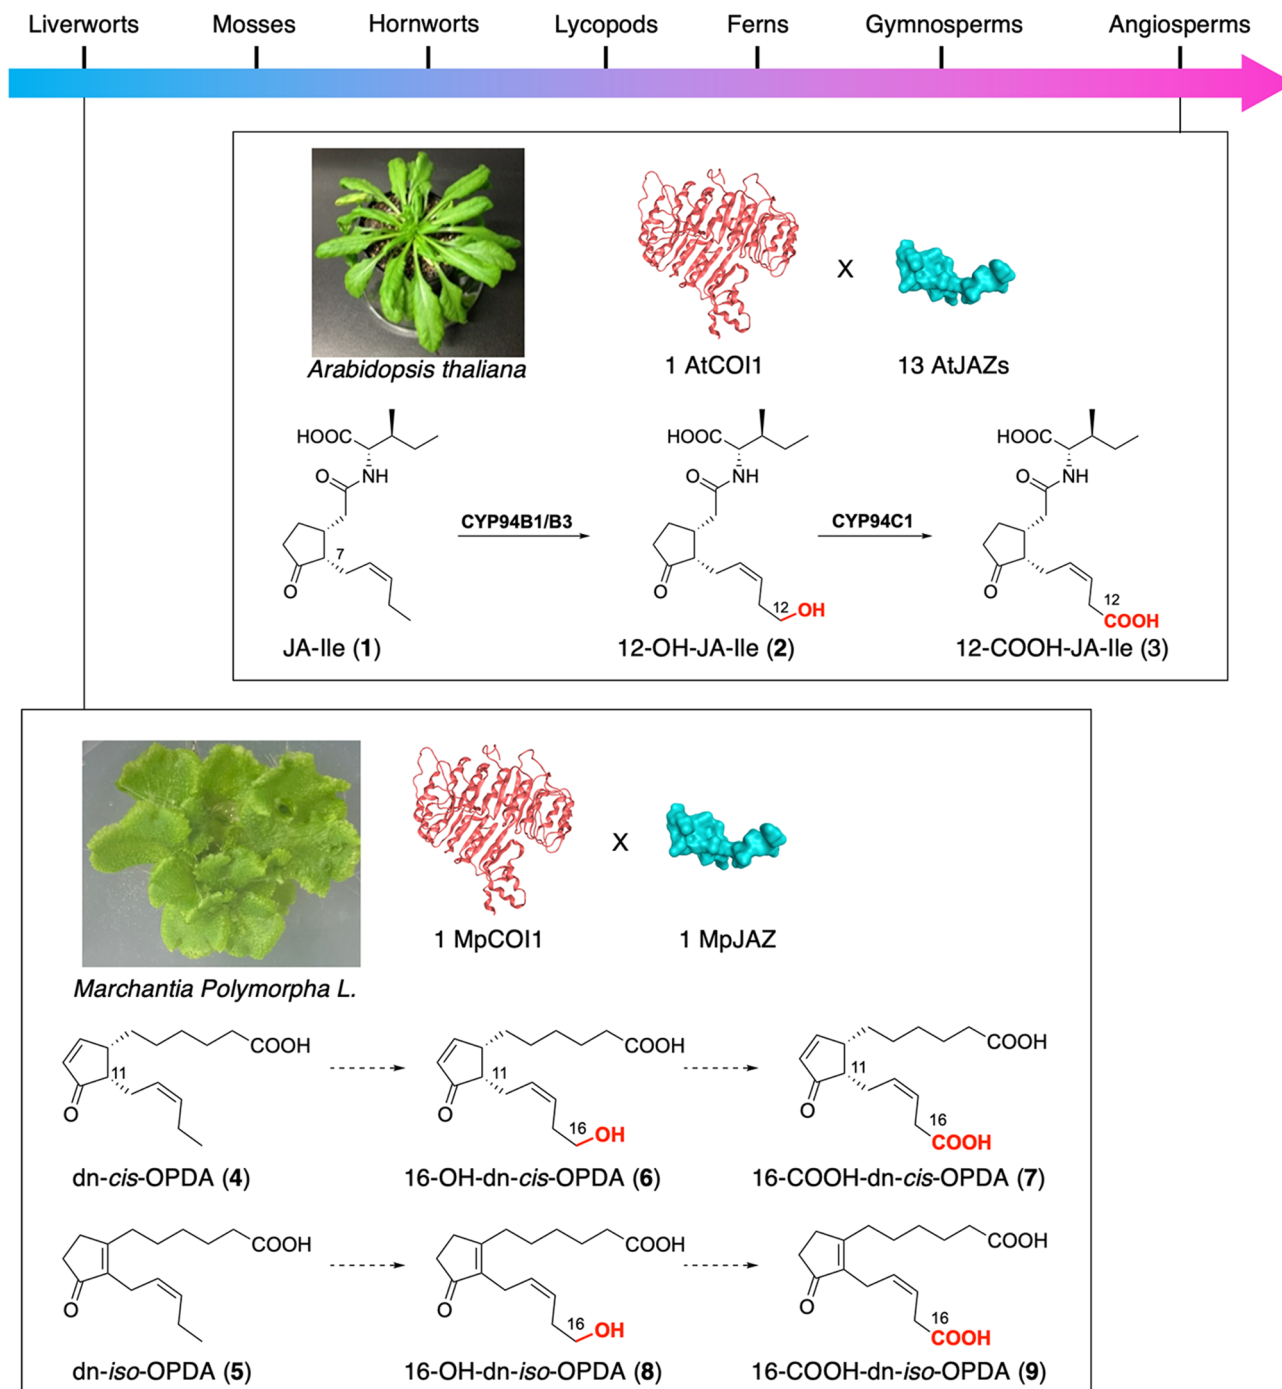 Liverworts Mosses Hornworts Lycopods Ferns Gymnosperms Angiosperms
X
Arabidopsis thaliana
1 AtCOI1
13 AtJAZs
HOOC
NH
O
7
O
JA-Ile (1)
CYP94B1/B3
HOOC
NH
O
O
12
OH
12-OH-JA-Ile (2)
CYP94C1
HOOC
NH
O
O
12
COOH
12-COOH-JA-Ile (3)
X
1 MpCOI1
1 MpJAZ
Marchantia Polymorpha L.
COOH
11
O
dn-cis-OPDA (4)
COOH
11
O
16
OH
16-OH-dn-cis-OPDA (6)
COOH
11
O
16
COOH
16-COOH-dn-cis-OPDA (7)
COOH
O
dn-iso-OPDA (5)
COOH
O
16
OH
16-OH-dn-iso-OPDA (8)
COOH
O
16
COOH
16-COOH-dn-iso-OPDA (9)